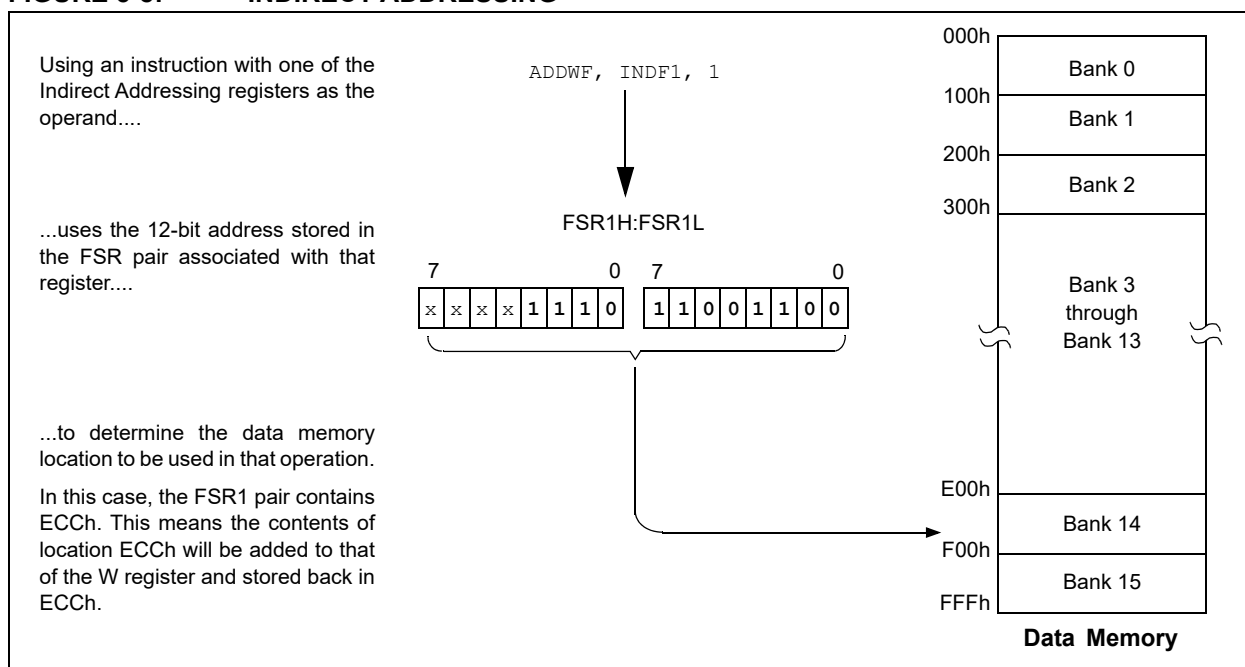 Using an instruction with one of the
Indirect Addressing registers as the
operand....
ADDWF, INDF1, 1
...uses the 12-bit address stored in
the FSR pair associated with that
register....
FSR1H:FSR1L
7 0 7 0
x x x x 1 1 1 0 1 1 0 0 1 1 0 0
...to determine the data memory
location to be used in that operation.
In this case, the FSR1 pair contains
ECCh. This means the contents of
location ECCh will be added to that
of the W register and stored back in
ECCh.
000h
Bank 0
100h
Bank 1
200h
Bank 2
300h
Bank 3
through
Bank 13
E00h
Bank 14
F00h
Bank 15
FFFh
Data Memory